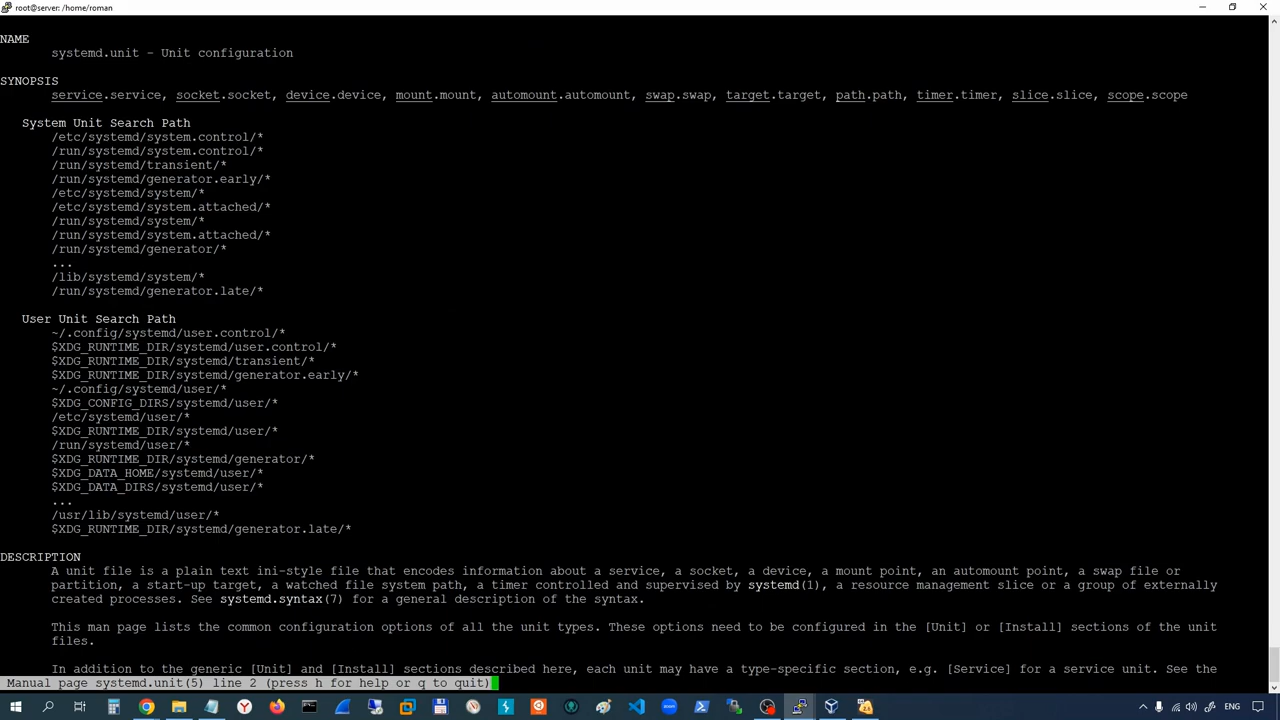 root@server: /home/roman
NAME
systemd.unit - Unit configuration
SYNOPSIS
service.service, socket.socket, device.device, mount.mount, automount.automount, swap.swap, target.target, path.path, timer.timer, slice.slice, scope.scope
System Unit Search Path
/etc/systemd/system.control/*
/run/systemd/system.control/*
/run/systemd/transient/*
/run/systemd/generator.early/*
/etc/systemd/system/*
/etc/systemd/system.attached/*
/run/systemd/system/*
/run/systemd/system.attached/*
/run/systemd/generator/*
...
/lib/systemd/system/*
/run/systemd/generator.late/*
User Unit Search Path
~/.config/systemd/user.control/*
$XDG_RUNTIME_DIR/systemd/user.control/*
$XDG_RUNTIME_DIR/systemd/transient/*
$XDG_RUNTIME_DIR/systemd/generator.early/*
~/.config/systemd/user/*
$XDG_CONFIG_DIRS/systemd/user/*
/etc/systemd/user/*
$XDG_RUNTIME_DIR/systemd/user/*
/run/systemd/user/*
$XDG_RUNTIME_DIR/systemd/generator/*
$XDG_DATA_HOME/systemd/user/*
$XDG_DATA_DIRS/systemd/user/*
...
/usr/lib/systemd/user/*
$XDG_RUNTIME_DIR/systemd/generator.late/*
DESCRIPTION
A unit file is a plain text ini-style file that encodes information about a service, a socket, a device, a mount point, an automount point, a swap file or
partition, a start-up target, a watched file system path, a timer controlled and supervised by systemd(1), a resource management slice or a group of externally
created processes. See systemd.syntax(7) for a general description of the syntax.
This man page lists the common configuration options of all the unit types. These options need to be configured in the [Unit] or [Install] sections of the unit
files.
In addition to the generic [Unit] and [Install] sections described here, each unit may have a type-specific section, e.g. [Service] for a service unit. See the
Manual page systemd.unit(5) line 2 (press h for help or q to quit)
ENG